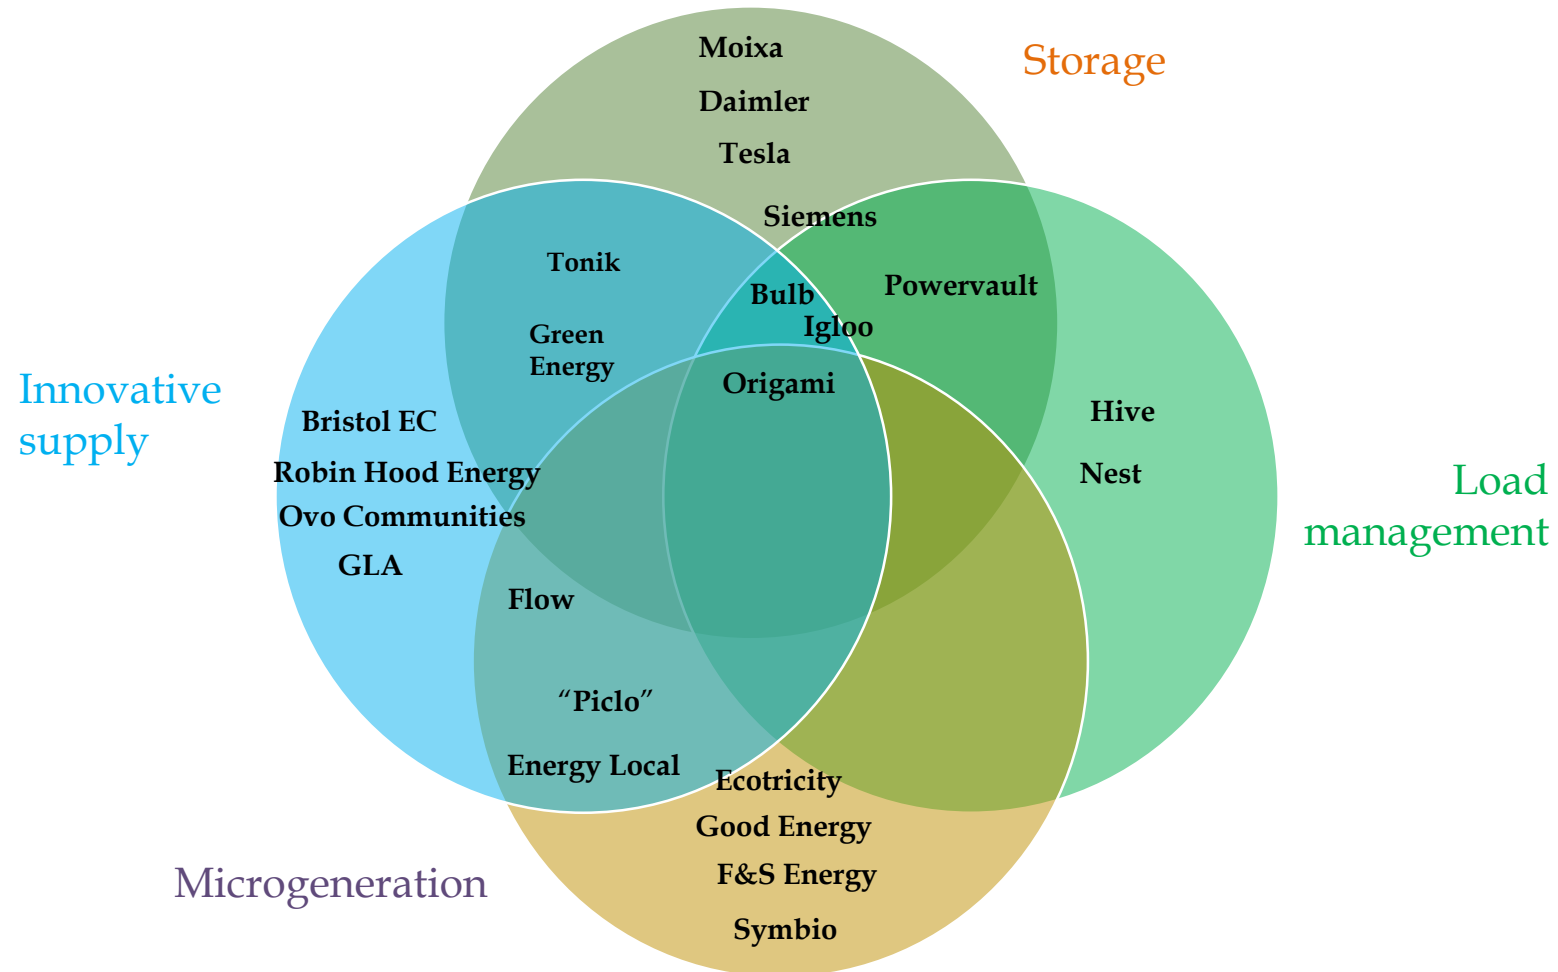 Moixa
Storage
Daimler
Tesla
Siemens
Tonik
Powervault
Bulb
Igloo
Green
Energy
Origami
Innovative
supply
Hive
Bristol EC
Robin Hood Energy
Nest
Load
management
Ovo Communities
GLA
Flow
“Piclo”
Energy Local
Ecotricity
Good Energy
Microgeneration
F&S Energy
Symbio